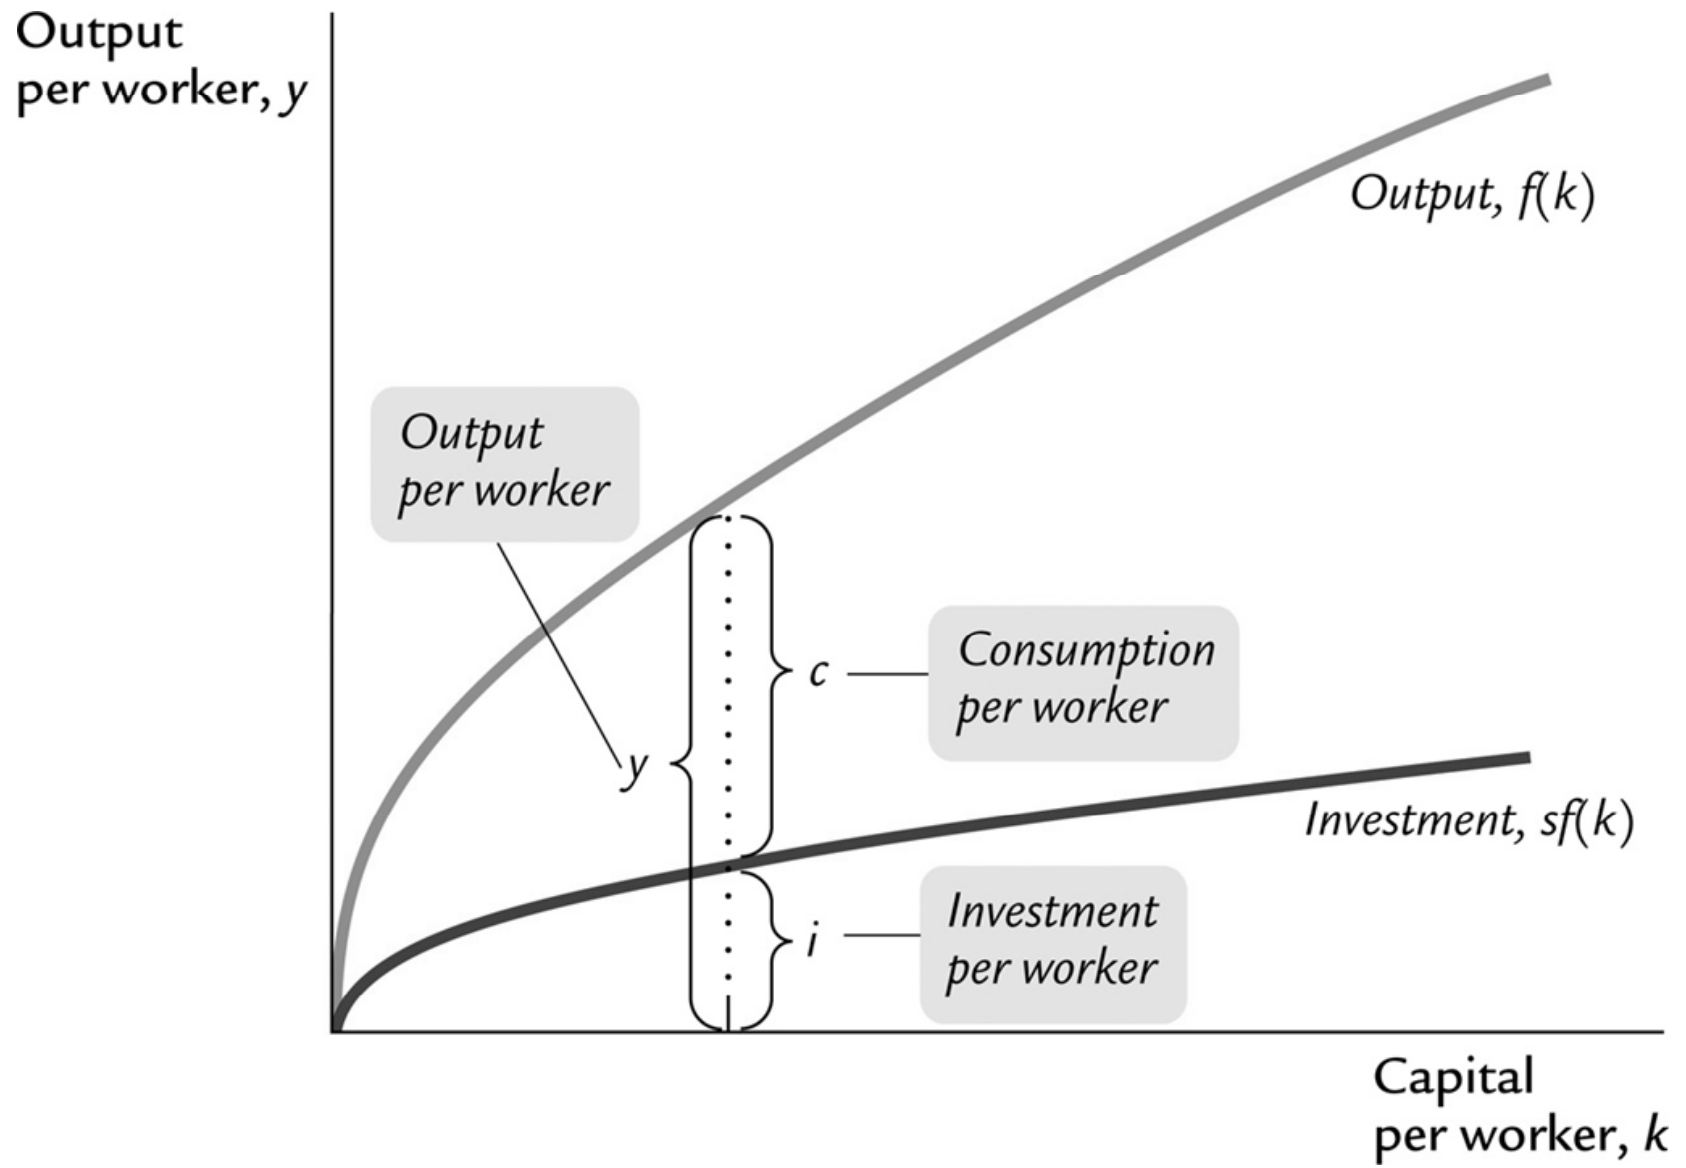 Output
per worker, y
Output, f(k)
Output
per worker
c
Consumption
per worker
y
Investment, sf(k)
i
Investment
per worker
Capital
per worker, k